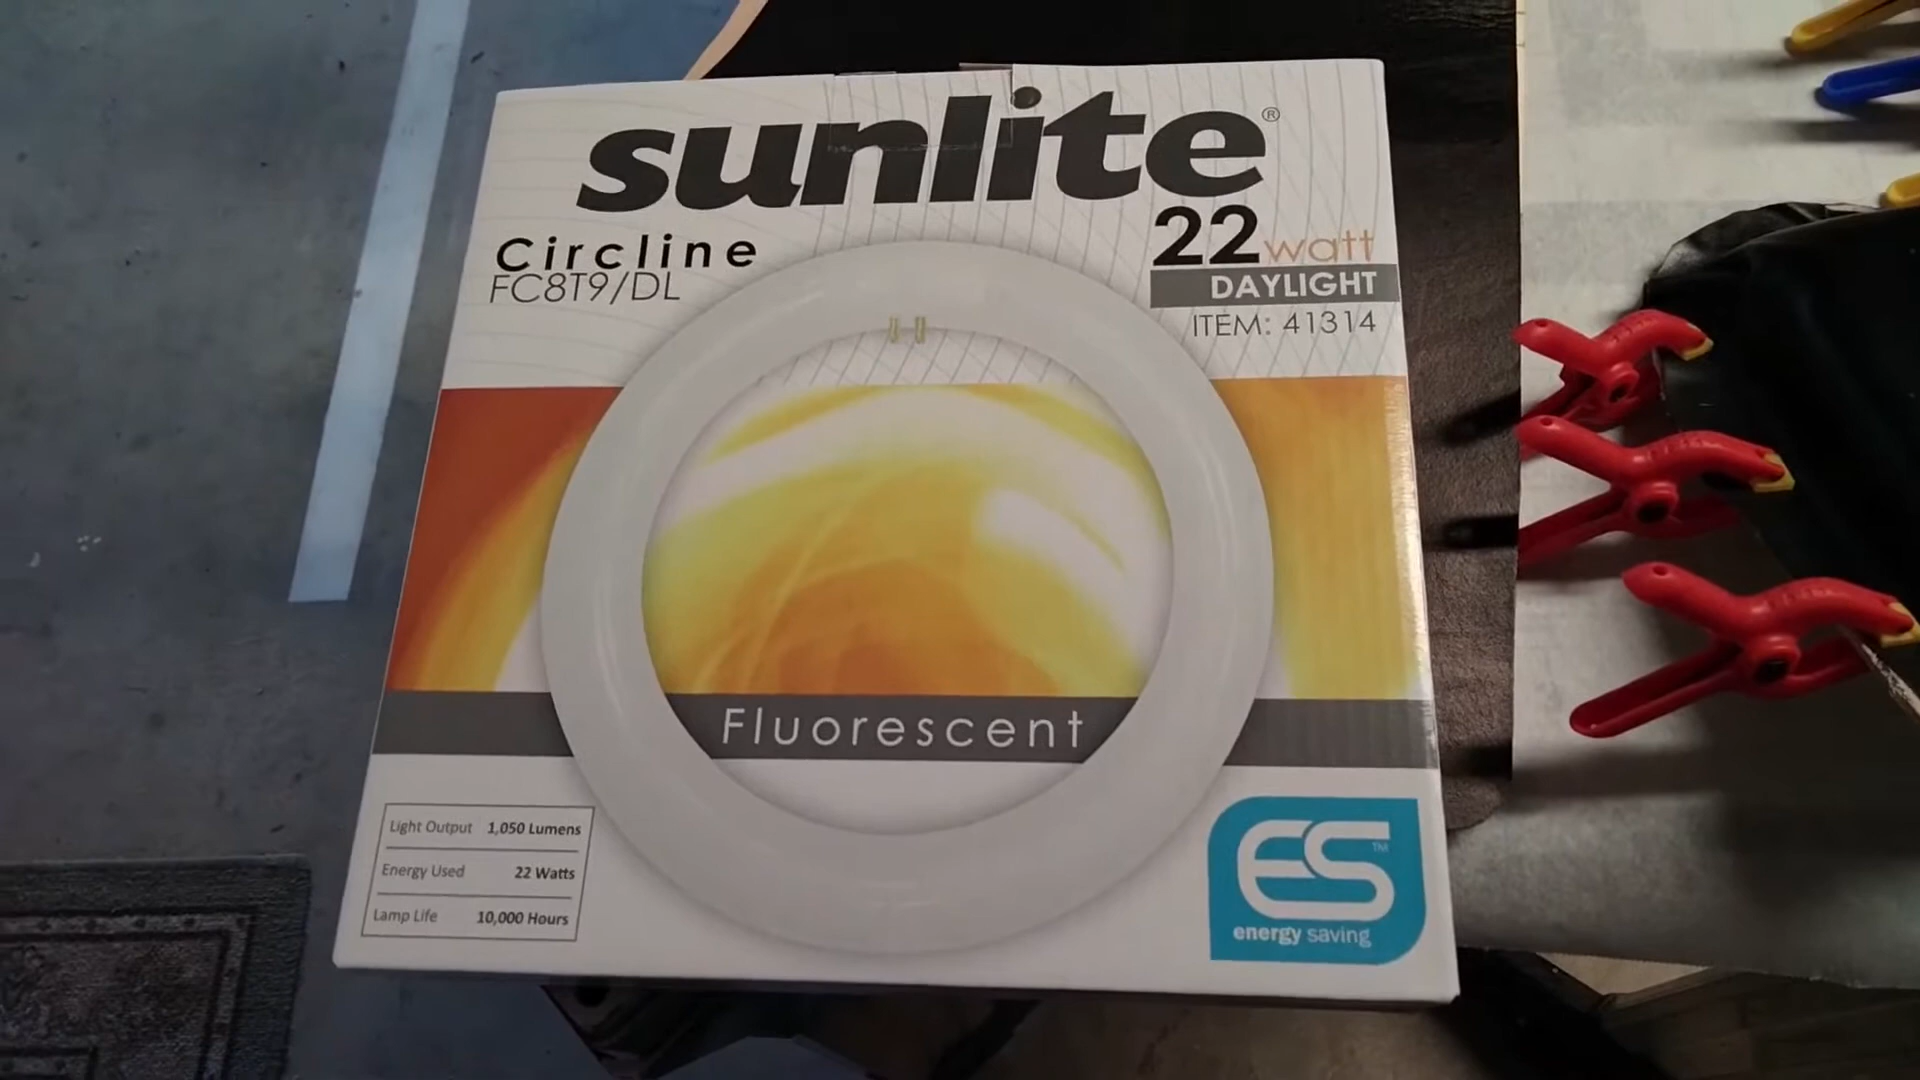 sunlite®
Circline
FC8T9/DL
22watt
DAYLIGHT
ITEM: 41314
Fluorescent
Light Output 1,050 Lumens
Energy Used 22 Watts
Lamp Life 10,000 Hours
ES™
energy saving